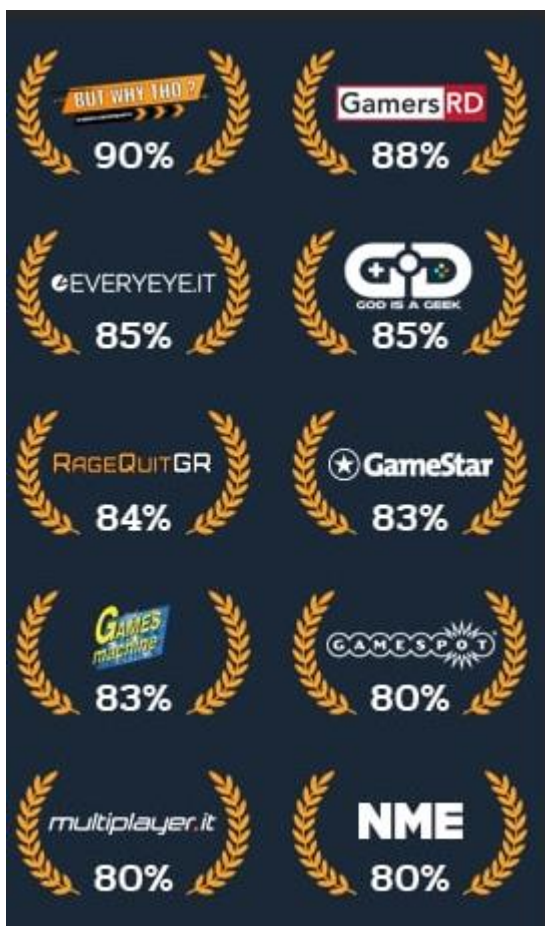 BUT WHY THO?
90%
GamersRD
88%
EVERYEYE.IT
85%
GOD IS A GEEK
85%
RAGEQUITGR
84%
GameStar
83%
GAMES
machine
83%
GAMESPOT
80%
multiplayer.it
80%
NME
80%